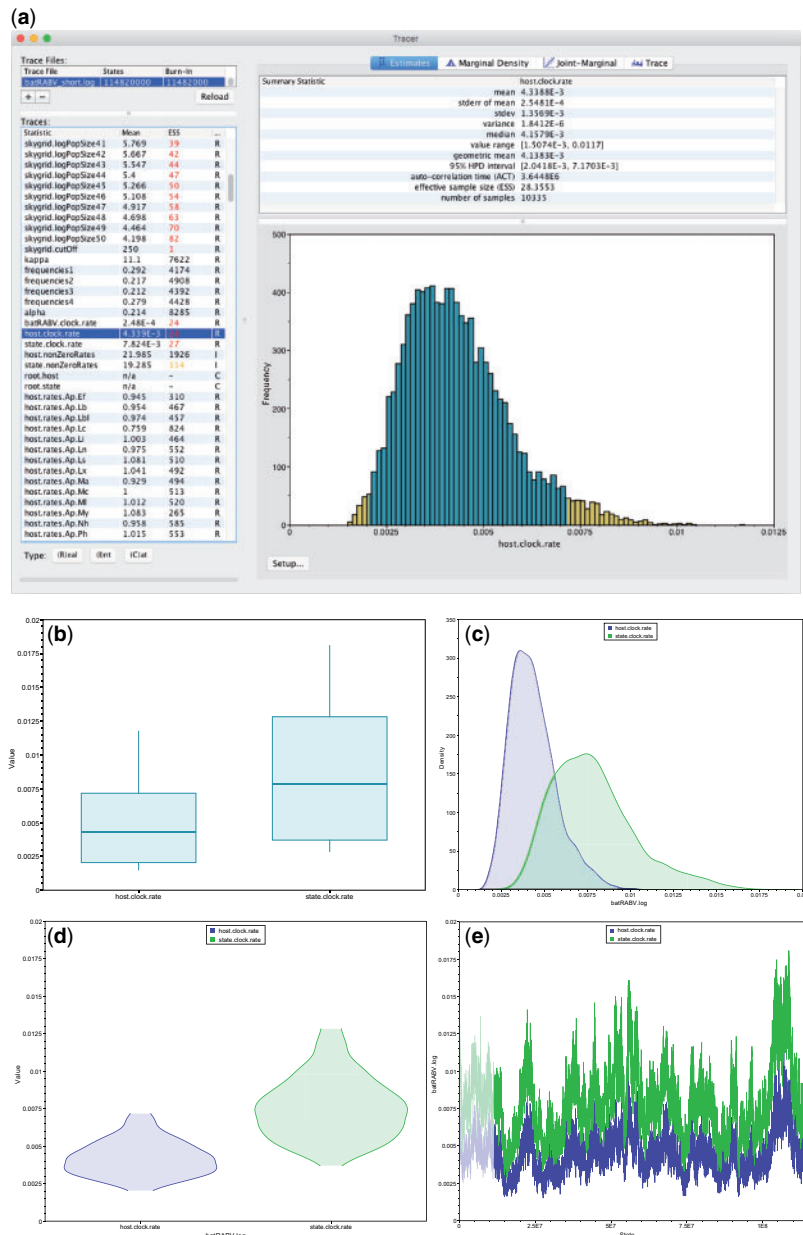 (a)
Tracer
Trace Files:
Trace File States Burn-In
batRABV_short.log 114820000 11482000
+ − Reload
Traces:
Statistic Mean ESS ...
skygrid.logPopSize41 5.769 39 R
skygrid.logPopSize42 5.667 42 R
skygrid.logPopSize43 5.547 44 R
skygrid.logPopSize44 5.4 47 R
skygrid.logPopSize45 5.266 50 R
skygrid.logPopSize46 5.108 54 R
skygrid.logPopSize47 4.917 58 R
skygrid.logPopSize48 4.698 63 R
skygrid.logPopSize49 4.464 70 R
skygrid.logPopSize50 4.198 82 R
skygrid.cutOff 250 1 R
kappa 11.1 7622 R
frequencies1 0.292 4174 R
frequencies2 0.217 4908 R
frequencies3 0.212 4392 R
frequencies4 0.279 4428 R
alpha 0.214 8285 R
batRABV.clock.rate 2.48E-4 24 R
host.clock.rate 4.339E-3 R
state.clock.rate 7.824E-3 27 R
host.nonZeroRates 21.985 1926 I
state.nonZeroRates 19.285 114 I
root.host n/a - C
root.state n/a - C
host.rates.Ap.Ef 0.945 310 R
host.rates.Ap.Lb 0.954 467 R
host.rates.Ap.Lbl 0.974 457 R
host.rates.Ap.Lc 0.759 824 R
host.rates.Ap.Li 1.003 464 R
host.rates.Ap.Ln 0.975 552 R
host.rates.Ap.Ls 1.081 510 R
host.rates.Ap.Lx 1.041 492 R
host.rates.Ap.Ma 0.929 494 R
host.rates.Ap.Mc 1 513 R
host.rates.Ap.Ml 1.012 520 R
host.rates.Ap.My 1.083 265 R
host.rates.Ap.Nh 0.958 585 R
host.rates.Ap.Ph 1.015 553 R
Type: (R)eal (I)nt (C)at
Estimates Marginal Density Joint-Marginal Trace
Summary Statistic host.clock.rate
mean 4.3388E-3
stderr of mean 2.5481E-4
stdev 1.3569E-3
variance 1.8412E-6
median 4.1579E-3
value range [1.5074E-3, 0.0117]
geometric mean 4.1383E-3
95% HPD interval [2.0418E-3, 7.1703E-3]
auto-correlation time (ACT) 3.6448E6
effective sample size (ESS) 28.3553
number of samples 10335
500
400
300
200
100
0
Frequency
0 0.0025 0.005 0.0075 0.01 0.0125
host.clock.rate
Setup...
(b)
0.02
0.0175
0.015
0.0125
0.01
0.0075
0.005
0.0025
0
Value
host.clock.rate state.clock.rate
(c)
host.clock.rate
state.clock.rate
350
300
250
200
150
100
50
0
Density
0 0.0025 0.005 0.0075 0.01 0.0125 0.015 0.0175
batRABV.log
(d)
host.clock.rate
state.clock.rate
0.02
0.0175
0.015
0.0125
0.01
0.0075
0.005
0.0025
0
Value
host.clock.rate state.clock.rate
batRABV.log
(e)
host.clock.rate
state.clock.rate
0.02
0.0175
0.015
0.0125
0.01
0.0075
0.005
0.0025
0
batRABV.log
0 2.5E7 5E7 7.5E7 1E8
State